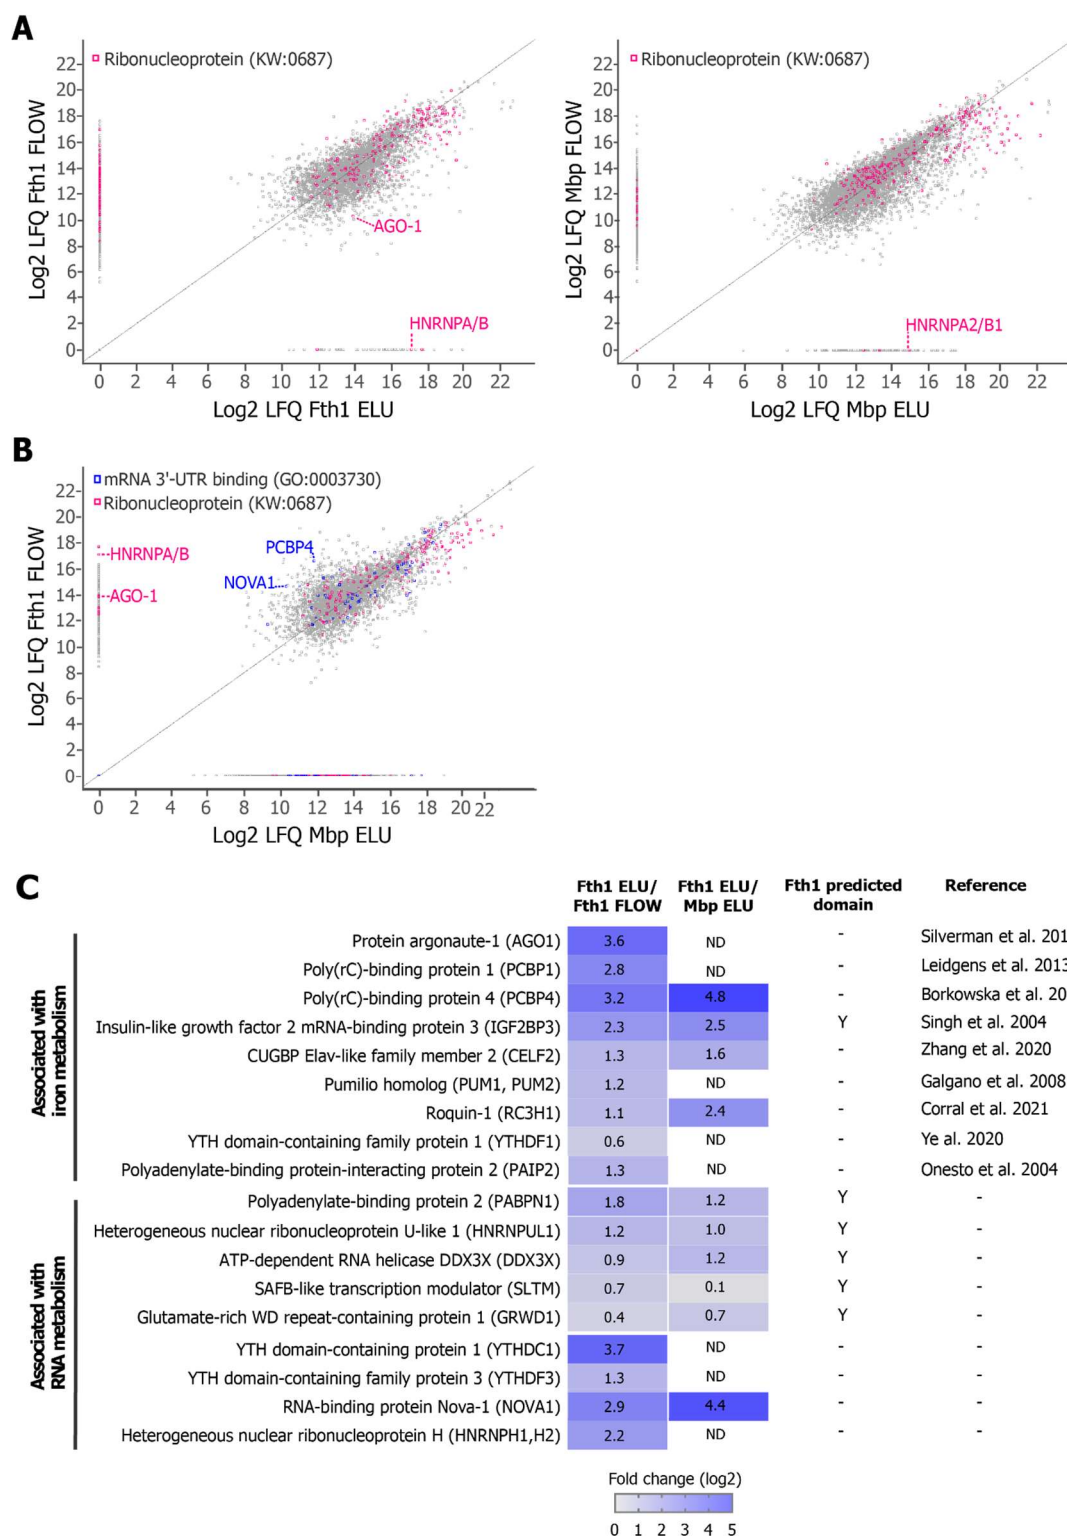 A
Ribonucleoprotein (KW:0687)
Log2 LFQ Fth1 FLOW
22
20
18
16
14
12
10
8
6
4
2
0
AGO-1
HNRNPA/B
0 2 4 6 8 10 12 14 16 18 20 22
Log2 LFQ Fth1 ELU
Ribonucleoprotein (KW:0687)
Log2 LFQ Mbp FLOW
22
20
18
16
14
12
10
8
6
4
2
0
HNRNPA2/B1
0 2 4 6 8 10 12 14 16 18 20 22
Log2 LFQ Mbp ELU
B
mRNA 3'-UTR binding (GO:0003730)
Ribonucleoprotein (KW:0687)
Log2 LFQ Fth1 FLOW
22
20
18
16
14
12
10
8
6
4
2
0
PCBP4
HNRNPA/B
NOVA1
AGO-1
0 2 4 6 8 10 12 14 16 18 20 22
Log2 LFQ Mbp ELU
C
Fth1 ELU/ Fth1 ELU/ Fth1 predicted Reference
Fth1 FLOW Mbp ELU domain
Associated with
iron metabolism
Protein argonaute-1 (AGO1) 3.6 ND - Silverman et al. 201
Poly(rC)-binding protein 1 (PCBP1) 2.8 ND - Leidgens et al. 2013
Poly(rC)-binding protein 4 (PCBP4) 3.2 4.8 - Borkowska et al. 20
Insulin-like growth factor 2 mRNA-binding protein 3 (IGF2BP3) 2.3 2.5 Y Singh et al. 2004
CUGBP Elav-like family member 2 (CELF2) 1.3 1.6 - Zhang et al. 2020
Pumilio homolog (PUM1, PUM2) 1.2 ND - Galgano et al. 2008
Roquin-1 (RC3H1) 1.1 2.4 - Corral et al. 2021
YTH domain-containing family protein 1 (YTHDF1) 0.6 ND - Ye al. 2020
Polyadenylate-binding protein-interacting protein 2 (PAIP2) 1.3 ND - Onesto et al. 2004
Associated with
RNA metabolism
Polyadenylate-binding protein 2 (PABPN1) 1.8 1.2 Y -
Heterogeneous nuclear ribonucleoprotein U-like 1 (HNRNPUL1) 1.2 1.0 Y -
ATP-dependent RNA helicase DDX3X (DDX3X) 0.9 1.2 Y -
SAFB-like transcription modulator (SLTM) 0.7 0.1 Y -
Glutamate-rich WD repeat-containing protein 1 (GRWD1) 0.4 0.7 Y -
YTH domain-containing protein 1 (YTHDC1) 3.7 ND - -
YTH domain-containing family protein 3 (YTHDF3) 1.3 ND - -
RNA-binding protein Nova-1 (NOVA1) 2.9 4.4 - -
Heterogeneous nuclear ribonucleoprotein H (HNRNPH1,H2) 2.2 ND - -
Fold change (log2)
0 1 2 3 4 5